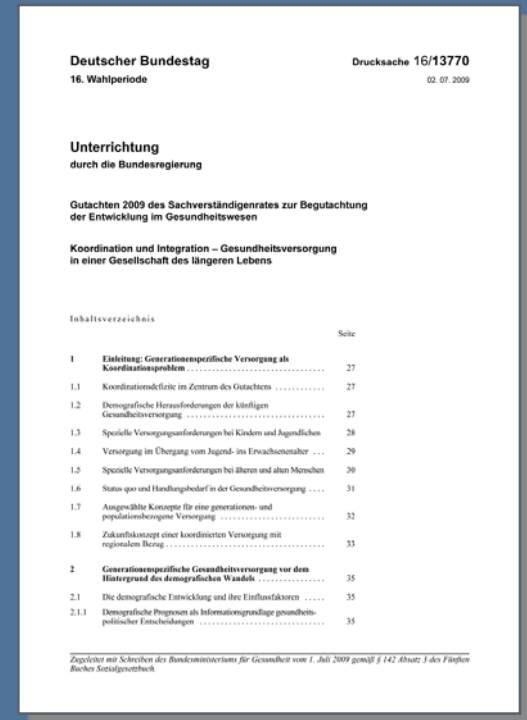 Deutscher Bundestag Drucksache 16/13770
16. Wahlperiode 02. 07. 2009
Unterrichtung
durch die Bundesregierung
Gutachten 2009 des Sachverständigenrates zur Begutachtung
der Entwicklung im Gesundheitswesen
Koordination und Integration – Gesundheitsversorgung
in einer Gesellschaft des längeren Lebens
Inhaltsverzeichnis
Seite
1 Einleitung: Generationenspezifische Versorgung als
Koordinationsproblem . . . . . . . . . . . . . . . . . . . . . . . . . . . . . . 27
1.1 Koordinationsdefizite im Zentrum des Gutachtens . . . . . . . . . . . . 27
1.2 Demografische Herausforderungen der künftigen
Gesundheitsversorgung . . . . . . . . . . . . . . . . . . . . . . . . . . . . . . 27
1.3 Spezielle Versorgungsanforderungen bei Kindern und Jugendlichen 28
1.4 Versorgung im Übergang vom Jugend- ins Erwachsenenalter . . . 29
1.5 Spezielle Versorgungsanforderungen bei älteren und alten Menschen 30
1.6 Status quo und Handlungsbedarf in der Gesundheitsversorgung . . . . 31
1.7 Ausgewählte Konzepte für eine generationen- und
populationsbezogene Versorgung . . . . . . . . . . . . . . . . . . . . . . . 32
1.8 Zukunftskonzept einer koordinierten Versorgung mit
regionalem Bezug . . . . . . . . . . . . . . . . . . . . . . . . . . . . . . . . . . 33
2 Generationenspezifische Gesundheitsversorgung vor dem
Hintergrund des demografischen Wandels . . . . . . . . . . . . . . 35
2.1 Die demografische Entwicklung und ihre Einflussfaktoren . . . . . 35
2.1.1 Demografische Prognosen als Informationsgrundlage gesundheits-
politischer Entscheidungen . . . . . . . . . . . . . . . . . . . . . . . . . . . 35
Zugeleitet mit Schreiben des Bundesministeriums für Gesundheit vom 1. Juli 2009 gemäß § 142 Absatz 3 des Fünften
Buches Sozialgesetzbuch.